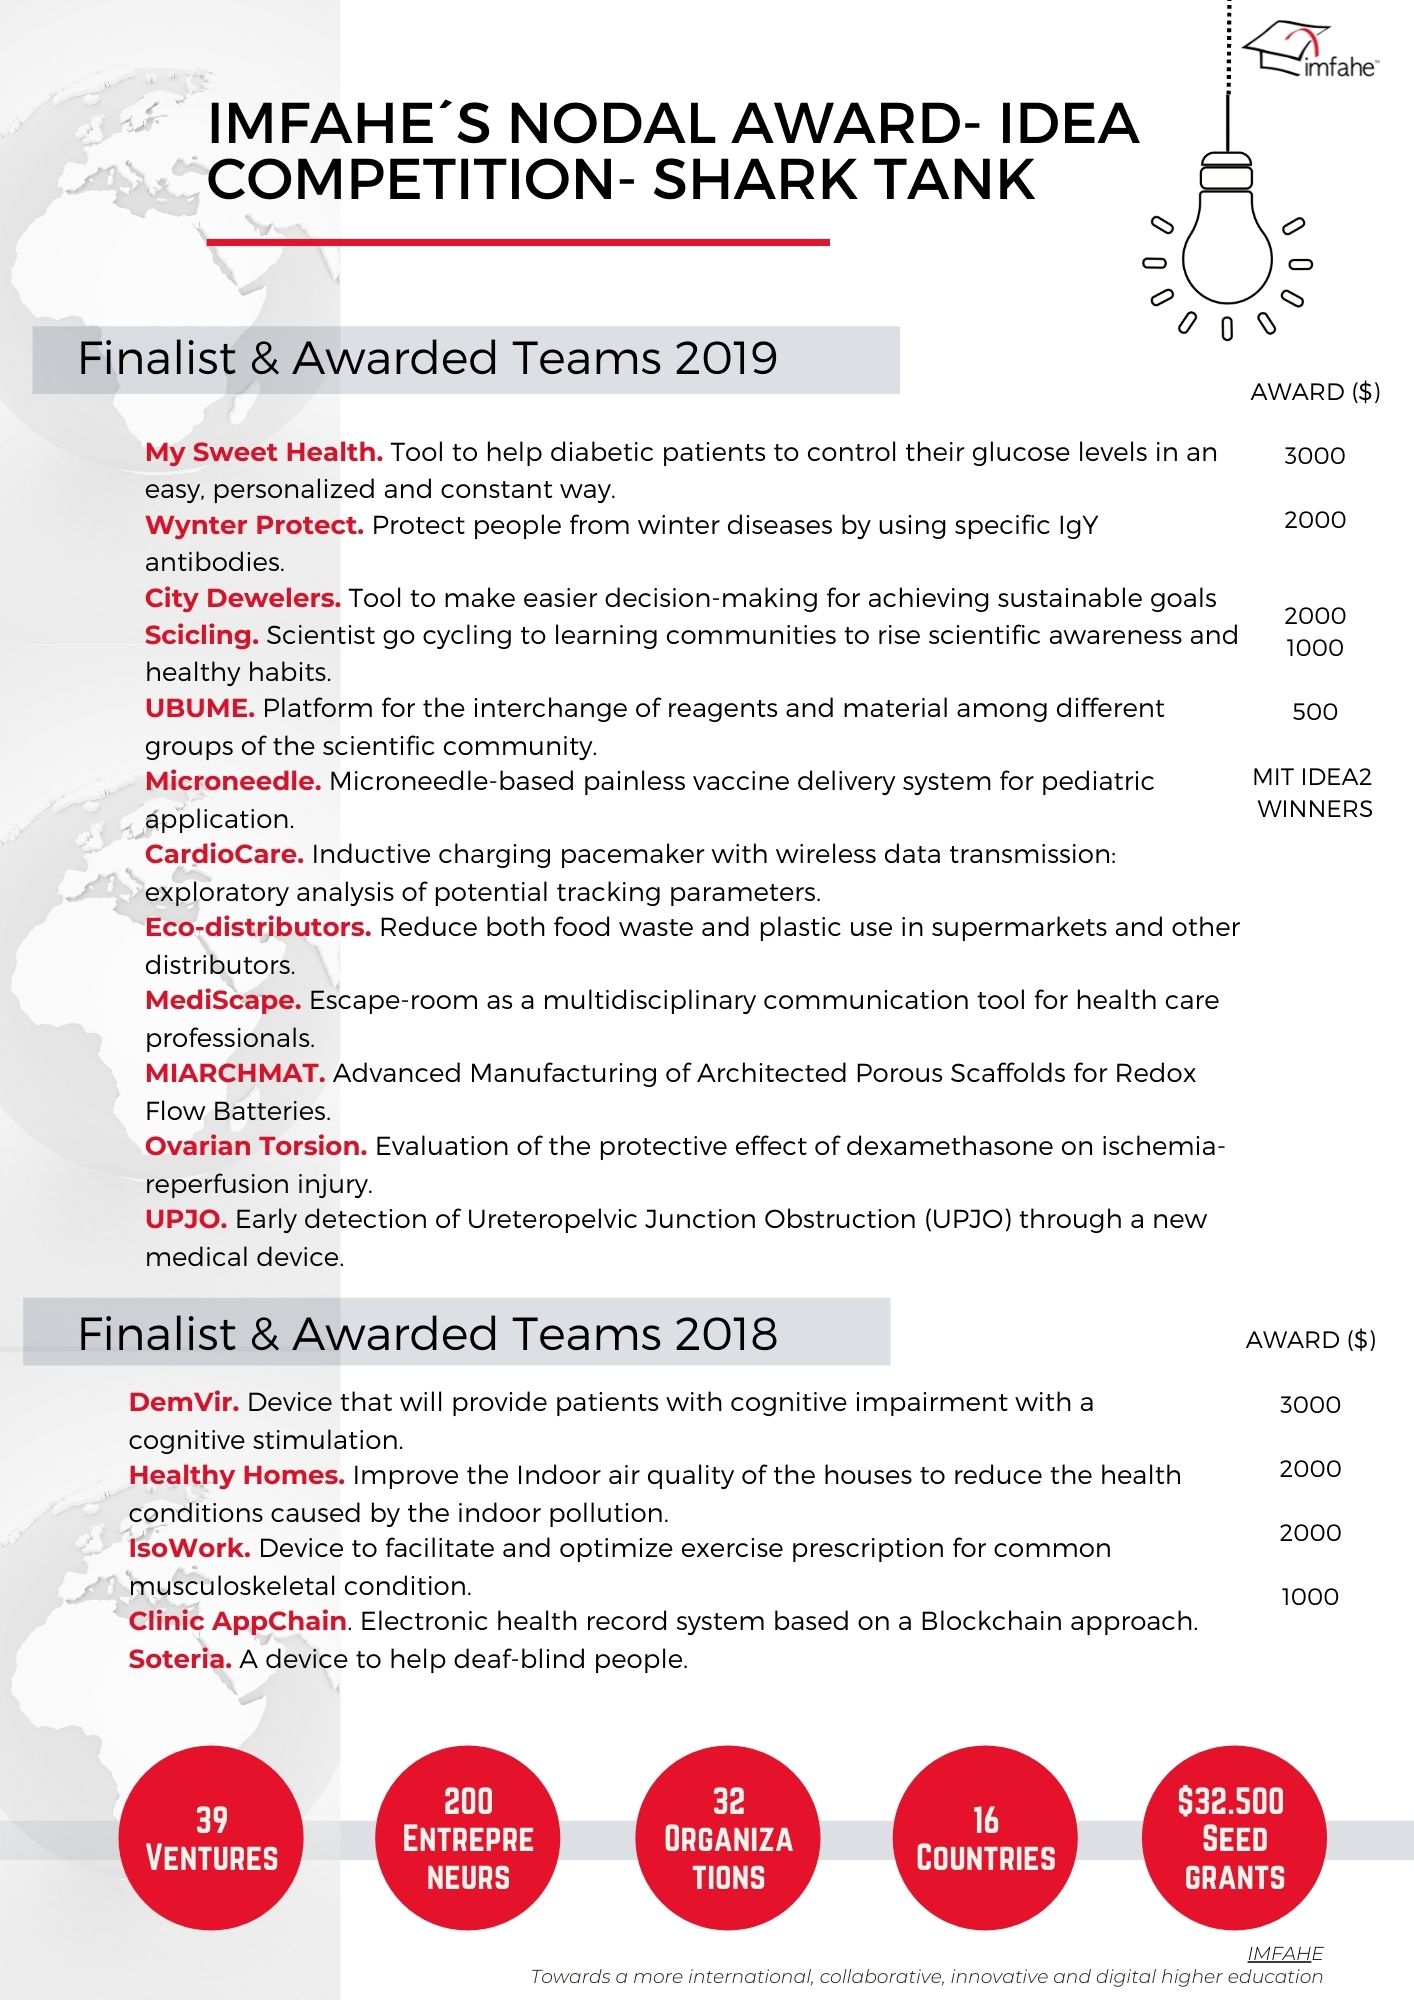 imfahe
IMFAHE´S NODAL AWARD- IDEA
COMPETITION- SHARK TANK
Finalist & Awarded Teams 2019
AWARD ($)
My Sweet Health. Tool to help diabetic patients to control their glucose levels in an
3000
easy, personalized and constant way.
Wynter Protect. Protect people from winter diseases by using specific IgY
2000
antibodies.
City Dewelers. Tool to make easier decision-making for achieving sustainable goals
2000
Scicling. Scientist go cycling to learning communities to rise scientific awareness and
1000
healthy habits.
UBUME. Platform for the interchange of reagents and material among different
500
groups of the scientific community.
Microneedle. Microneedle-based painless vaccine delivery system for pediatric
MIT IDEA2
application.
WINNERS
CardioCare. Inductive charging pacemaker with wireless data transmission:
exploratory analysis of potential tracking parameters.
Eco-distributors. Reduce both food waste and plastic use in supermarkets and other
distributors.
MediScape. Escape-room as a multidisciplinary communication tool for health care
professionals.
MIARCHMAT. Advanced Manufacturing of Architected Porous Scaffolds for Redox
Flow Batteries.
Ovarian Torsion. Evaluation of the protective effect of dexamethasone on ischemia-
reperfusion injury.
UPJO. Early detection of Ureteropelvic Junction Obstruction (UPJO) through a new
medical device.
Finalist & Awarded Teams 2018
AWARD ($)
DemVir. Device that will provide patients with cognitive impairment with a
3000
cognitive stimulation.
Healthy Homes. Improve the Indoor air quality of the houses to reduce the health
2000
conditions caused by the indoor pollution.
IsoWork. Device to facilitate and optimize exercise prescription for common
2000
musculoskeletal condition.
1000
Clinic AppChain. Electronic health record system based on a Blockchain approach.
Soteria. A device to help deaf-blind people.
39
VENTURES
200
ENTREPRE
NEURS
32
ORGANIZA
TIONS
16
COUNTRIES
$32.500
SEED
GRANTS
IMFAHE
Towards a more international, collaborative, innovative and digital higher education